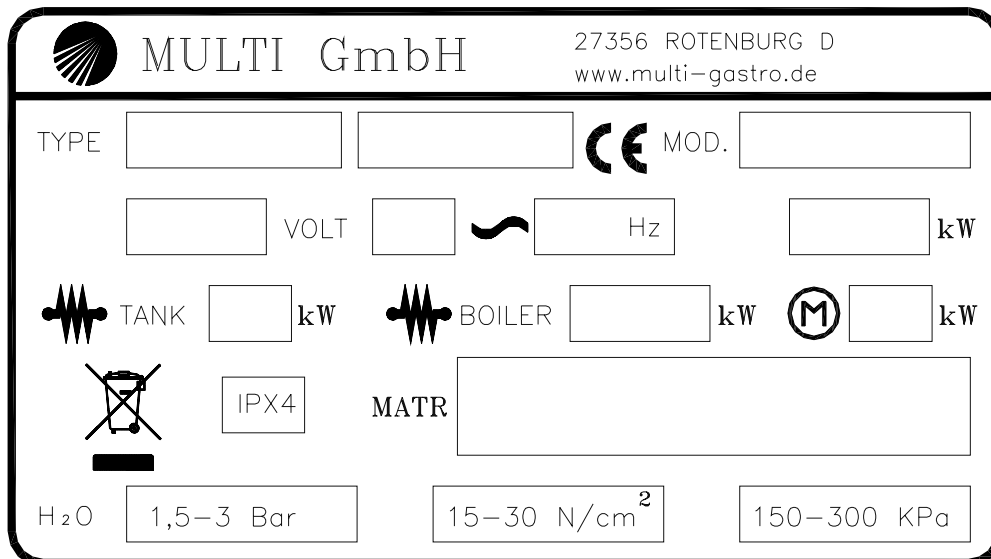 MULTI GmbH
27356 ROTENBURG D
www.multi-gastro.de
TYPE CE MOD.
VOLT Hz kW
TANK kW BOILER kW M kW
IPX4 MATR
H₂O 1,5-3 Bar 15-30 N/cm² 150-300 KPa